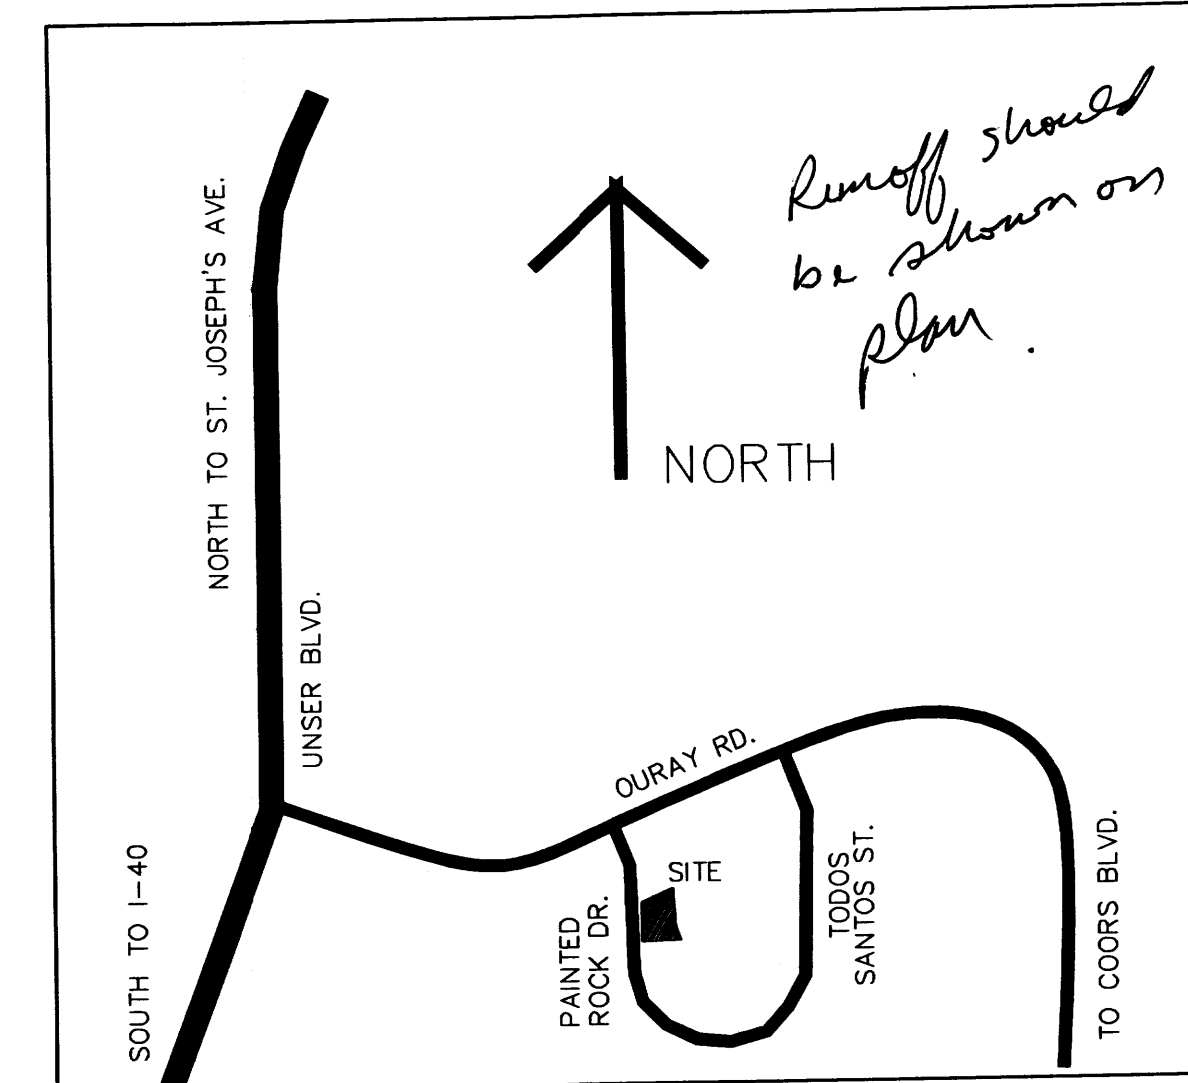 Runoff should
be shown on
plan.
NORTH TO ST. JOSEPH'S AVE.
NORTH
UNSER BLVD.
OURAY RD.
SITE
SOUTH TO I-40
PAINTED
ROCK DR.
TODOS
SANTOS ST.
TO COORS BLVD.